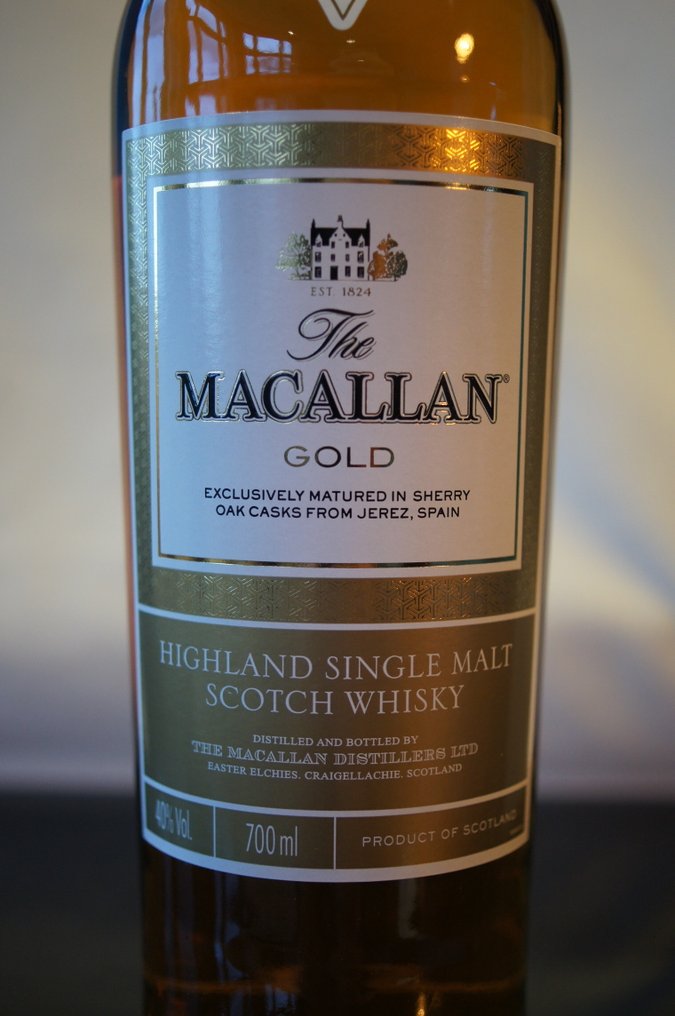 EST. 1824
The
MACALLAN®
GOLD
EXCLUSIVELY MATURED IN SHERRY
OAK CASKS FROM JEREZ, SPAIN
HIGHLAND SINGLE MALT
SCOTCH WHISKY
DISTILLED AND BOTTLED BY
THE MACALLAN DISTILLERS LTD
EASTER ELCHIES. CRAIGELLACHIE. SCOTLAND
40% Vol.
700 ml
PRODUCT OF SCOTLAND